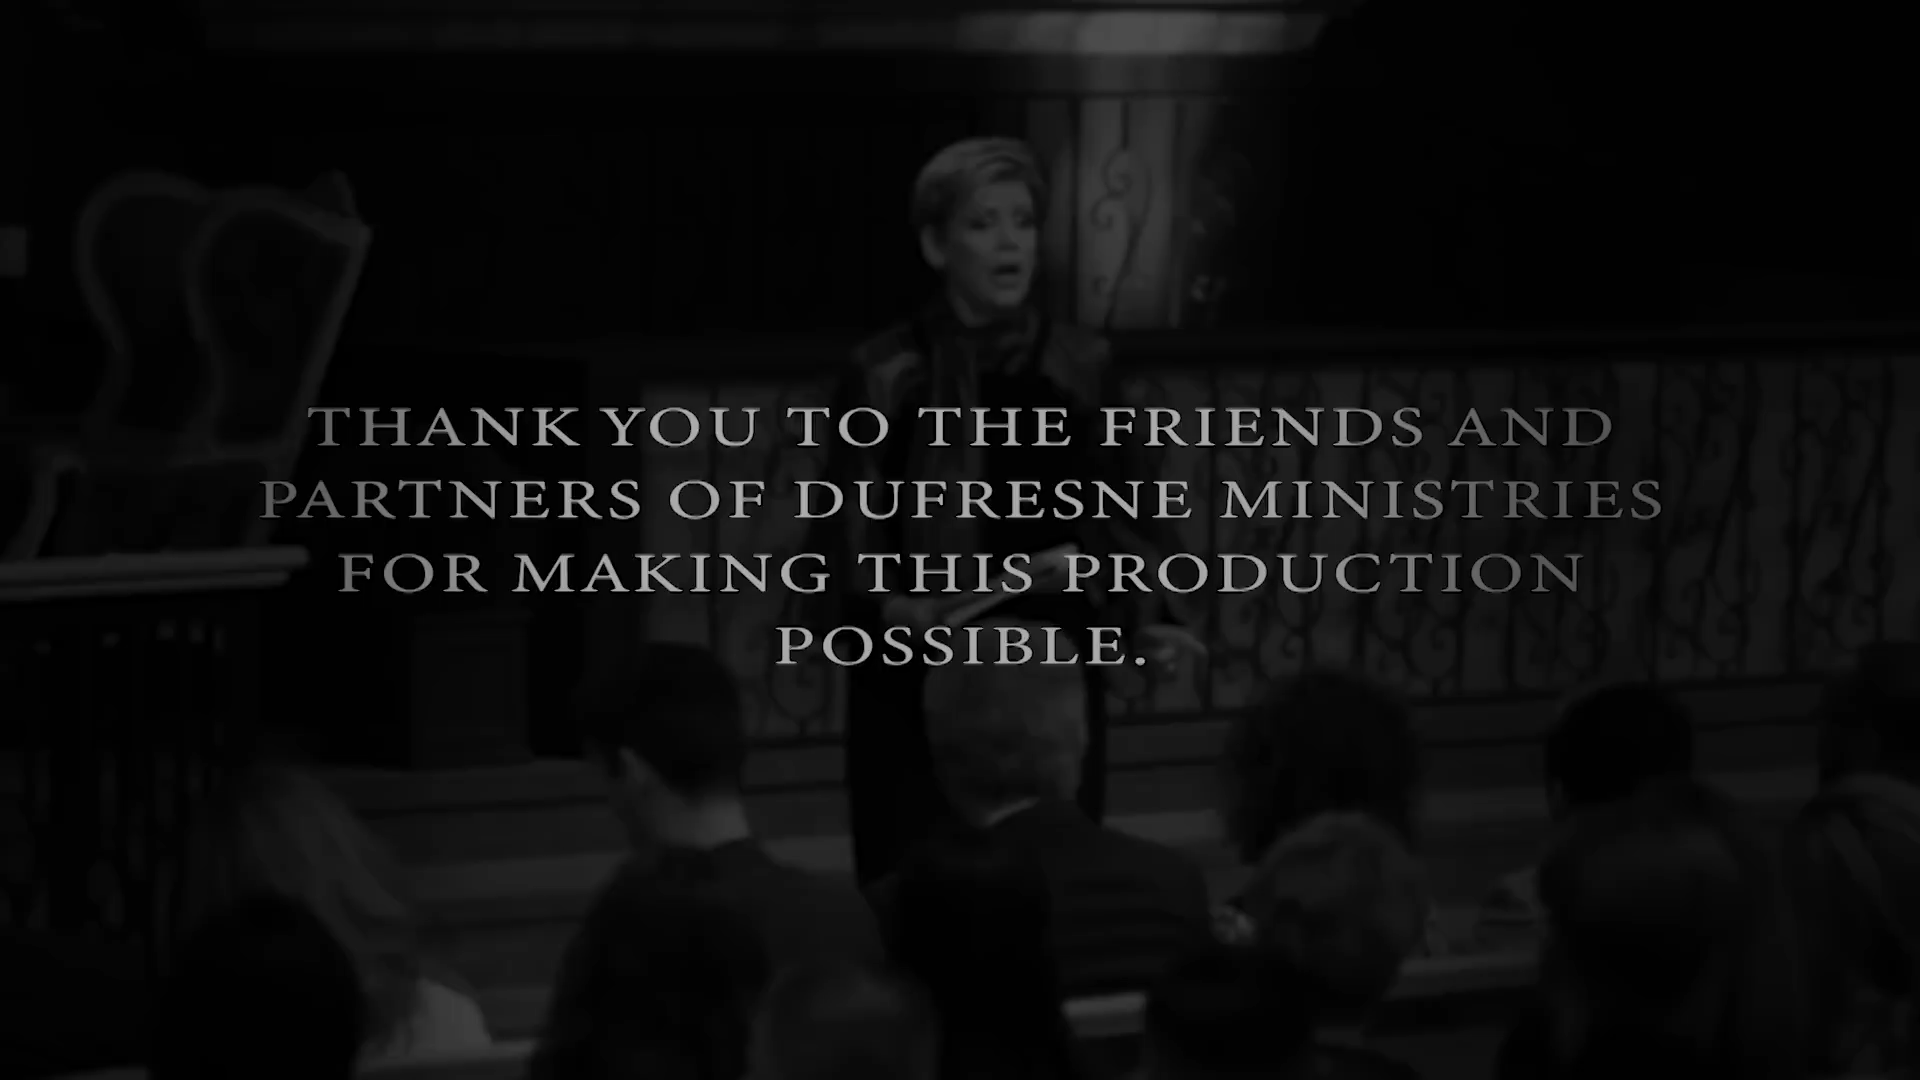 THANK YOU TO THE FRIENDS AND
PARTNERS OF DUFRESNE MINISTRIES
FOR MAKING THIS PRODUCTION
POSSIBLE.